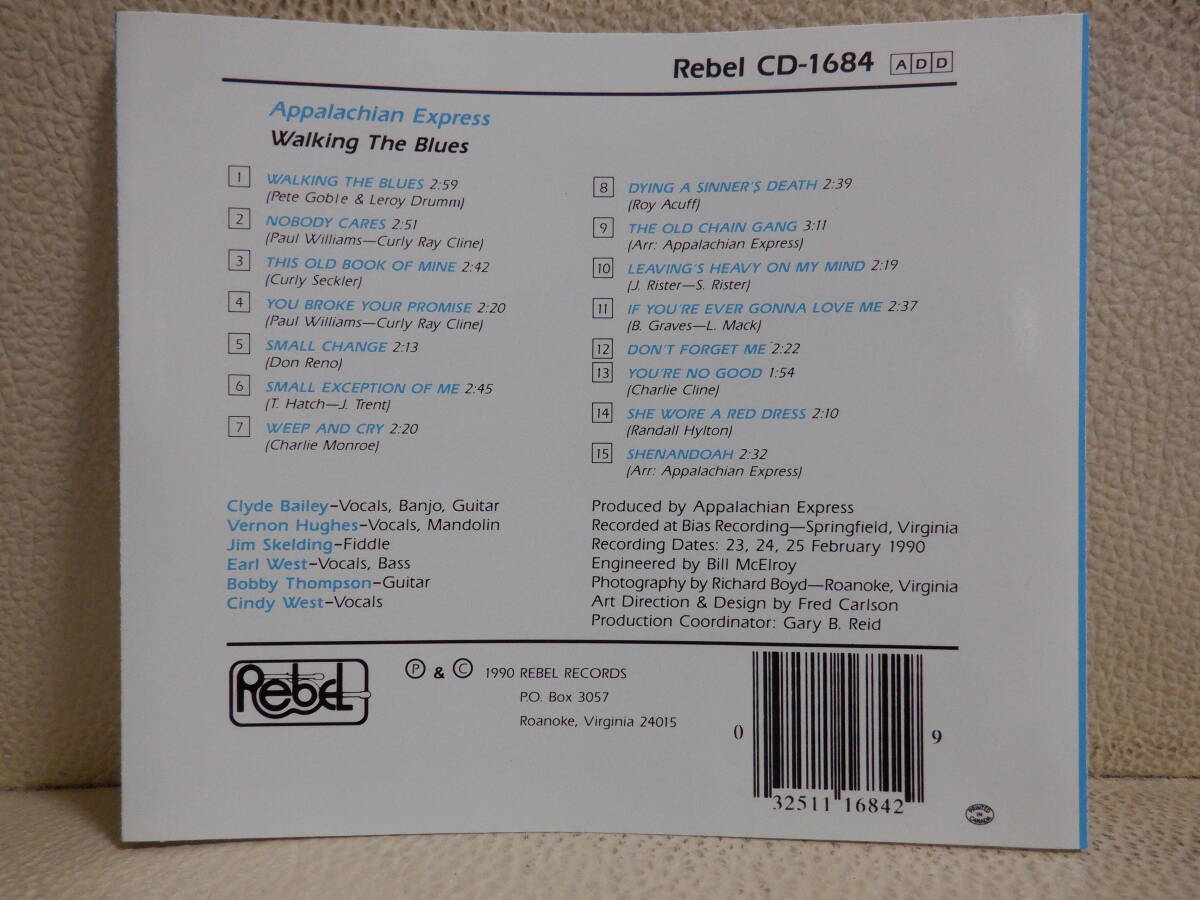 Rebel CD-1684 ADD
Appalachian Express
Walking The Blues
1 WALKING THE BLUES 2:59
(Pete Goble & Leroy Drumm)
2 NOBODY CARES 2:51
(Paul Williams—Curly Ray Cline)
3 THIS OLD BOOK OF MINE 2:42
(Curly Seckler)
4 YOU BROKE YOUR PROMISE 2:20
(Paul Williams—Curly Ray Cline)
5 SMALL CHANGE 2:13
(Don Reno)
6 SMALL EXCEPTION OF ME 2:45
(T. Hatch—J. Trent)
7 WEEP AND CRY 2:20
(Charlie Monroe)
8 DYING A SINNER'S DEATH 2:39
(Roy Acuff)
9 THE OLD CHAIN GANG 3:11
(Arr: Appalachian Express)
10 LEAVING'S HEAVY ON MY MIND 2:19
(J. Rister—S. Rister)
11 IF YOU'RE EVER GONNA LOVE ME 2:37
(B. Graves—L. Mack)
12 DON'T FORGET ME 2:22
13 YOU'RE NO GOOD 1:54
(Charlie Cline)
14 SHE WORE A RED DRESS 2:10
(Randall Hylton)
15 SHENANDOAH 2:32
(Arr: Appalachian Express)
Clyde Bailey–Vocals, Banjo, Guitar
Vernon Hughes–Vocals, Mandolin
Jim Skelding–Fiddle
Earl West–Vocals, Bass
Bobby Thompson–Guitar
Cindy West–Vocals
Produced by Appalachian Express
Recorded at Bias Recording—Springfield, Virginia
Recording Dates: 23, 24, 25 February 1990
Engineered by Bill McElroy
Photography by Richard Boyd—Roanoke, Virginia
Art Direction & Design by Fred Carlson
Production Coordinator: Gary B. Reid
Rebel
Ⓟ & © 1990 REBEL RECORDS
P.O. Box 3057
Roanoke, Virginia 24015
0 32511 16842 9
PRINTED
IN
CANADA